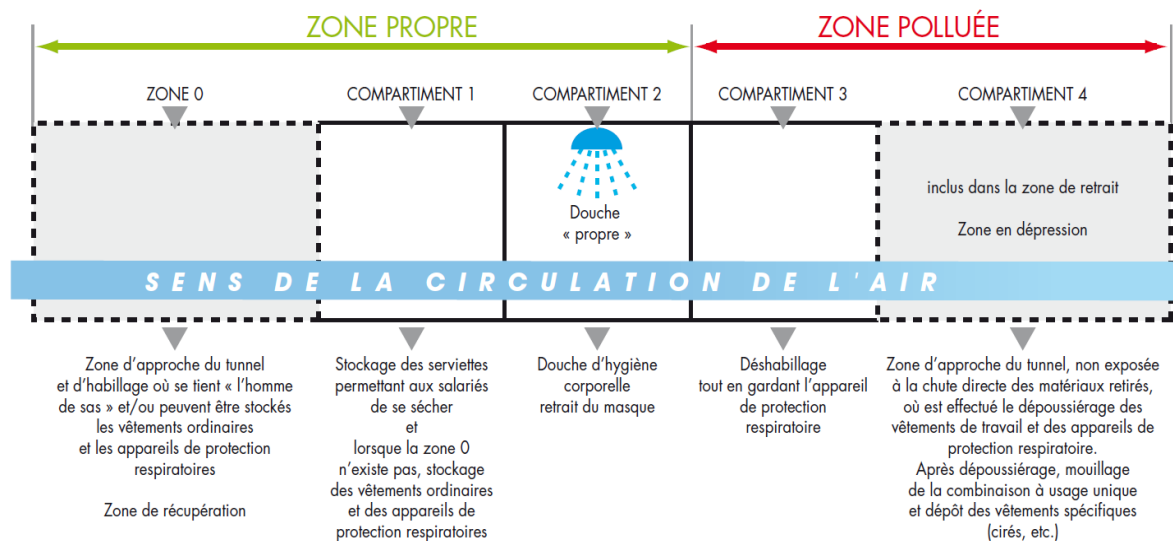 ZONE PROPRE
ZONE POLLUÉE
ZONE 0
COMPARTIMENT 1
COMPARTIMENT 2
COMPARTIMENT 3
COMPARTIMENT 4
Douche
« propre »
inclus dans la zone de retrait
Zone en dépression
SENS DE LA CIRCULATION DE L'AIR
Zone d'approche du tunnel
et d'habillage où se tient « l'homme
de sas » et/ou peuvent être stockés
les vêtements ordinaires
et les appareils de protection
respiratoires
Zone de récupération
Stockage des serviettes
permettant aux salariés
de se sécher
et
lorsque la zone 0
n'existe pas, stockage
des vêtements ordinaires
et des appareils de
protection respiratoires
Douche d'hygiène
corporelle
retrait du masque
Déshabillage
tout en gardant l'appareil
de protection
respiratoire
Zone d'approche du tunnel, non exposée
à la chute directe des matériaux retirés,
où est effectué le dépoussiérage des
vêtements de travail et des appareils de
protection respiratoire.
Après dépoussiérage, mouillage
de la combinaison à usage unique
et dépôt des vêtements spécifiques
(cirés, etc.)